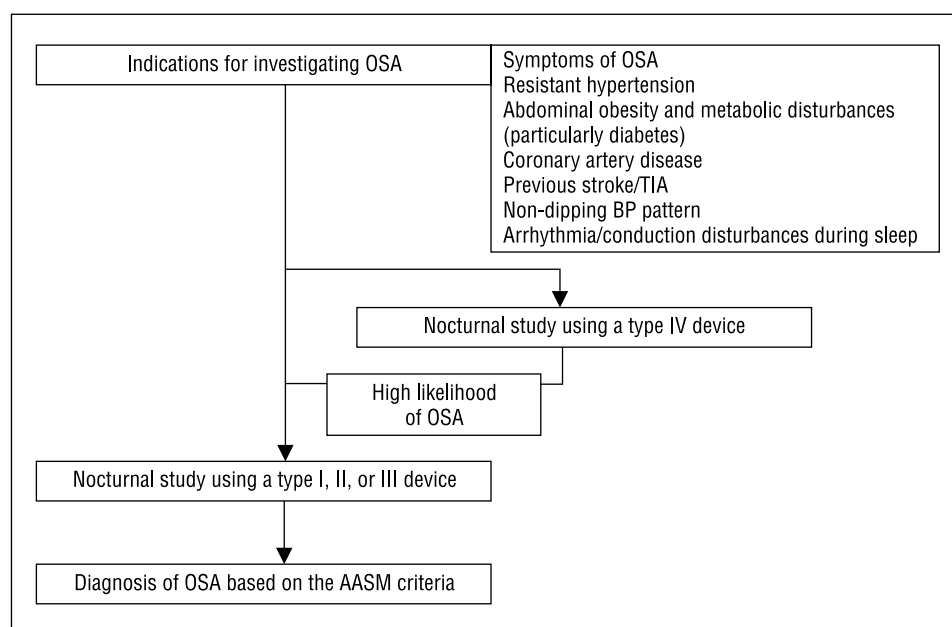 Indications for investigating OSA
Symptoms of OSA
Resistant hypertension
Abdominal obesity and metabolic disturbances
(particularly diabetes)
Coronary artery disease
Previous stroke/TIA
Non-dipping BP pattern
Arrhythmia/conduction disturbances during sleep
Nocturnal study using a type IV device
High likelihood
of OSA
Nocturnal study using a type I, II, or III device
Diagnosis of OSA based on the AASM criteria